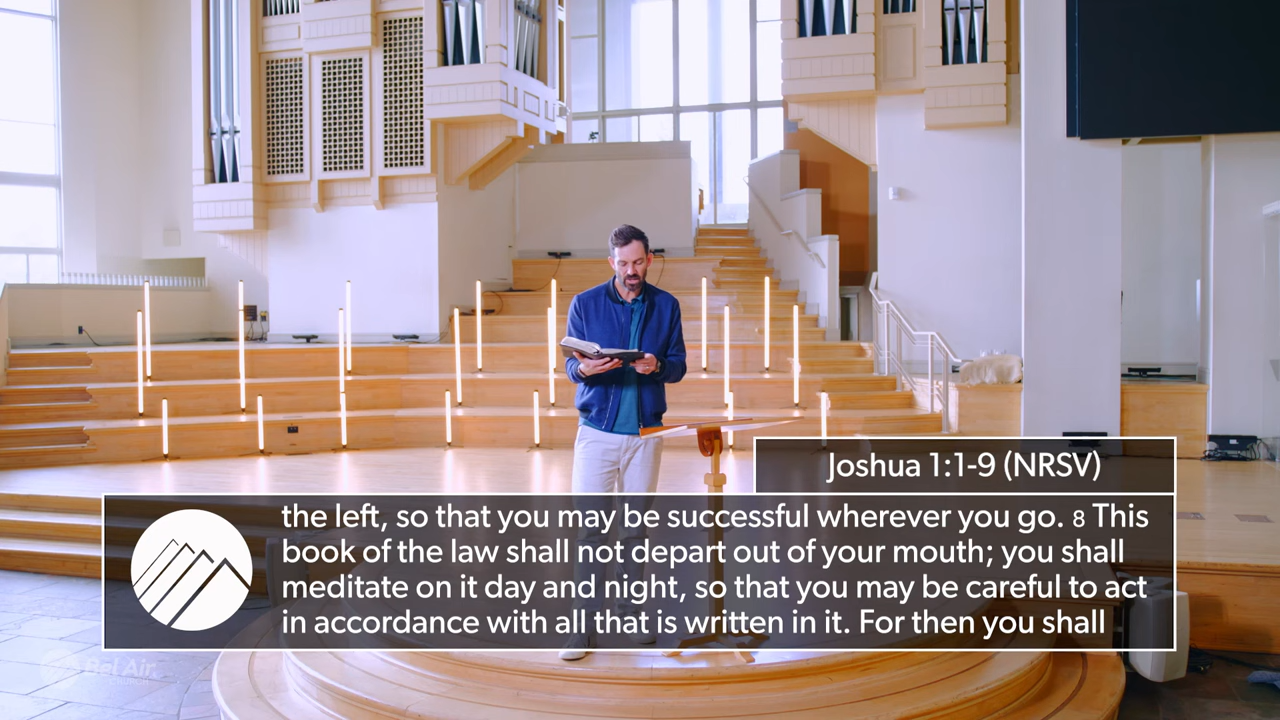 Joshua 1:1-9 (NRSV)
the left, so that you may be successful wherever you go. 8 This
book of the law shall not depart out of your mouth; you shall
meditate on it day and night, so that you may be careful to act
in accordance with all that is written in it. For then you shall
Bel Air